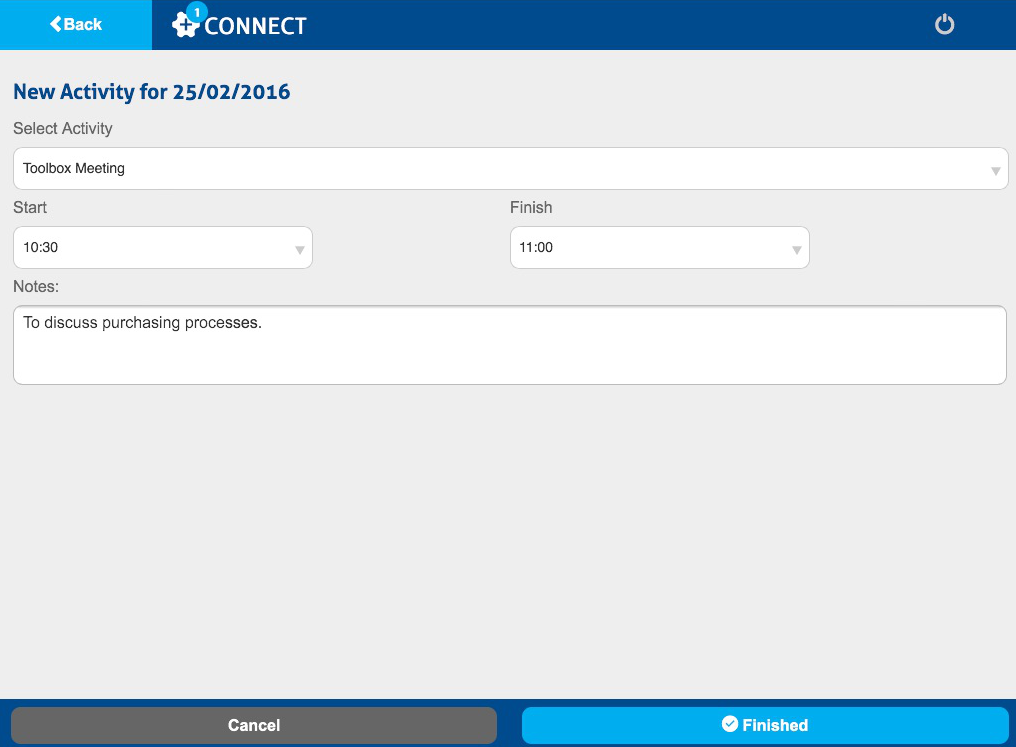 Back
1
CONNECT
New Activity for 25/02/2016
Select Activity
Toolbox Meeting
Start Finish
10:30 11:00
Notes:
To discuss purchasing processes.
Cancel Finished